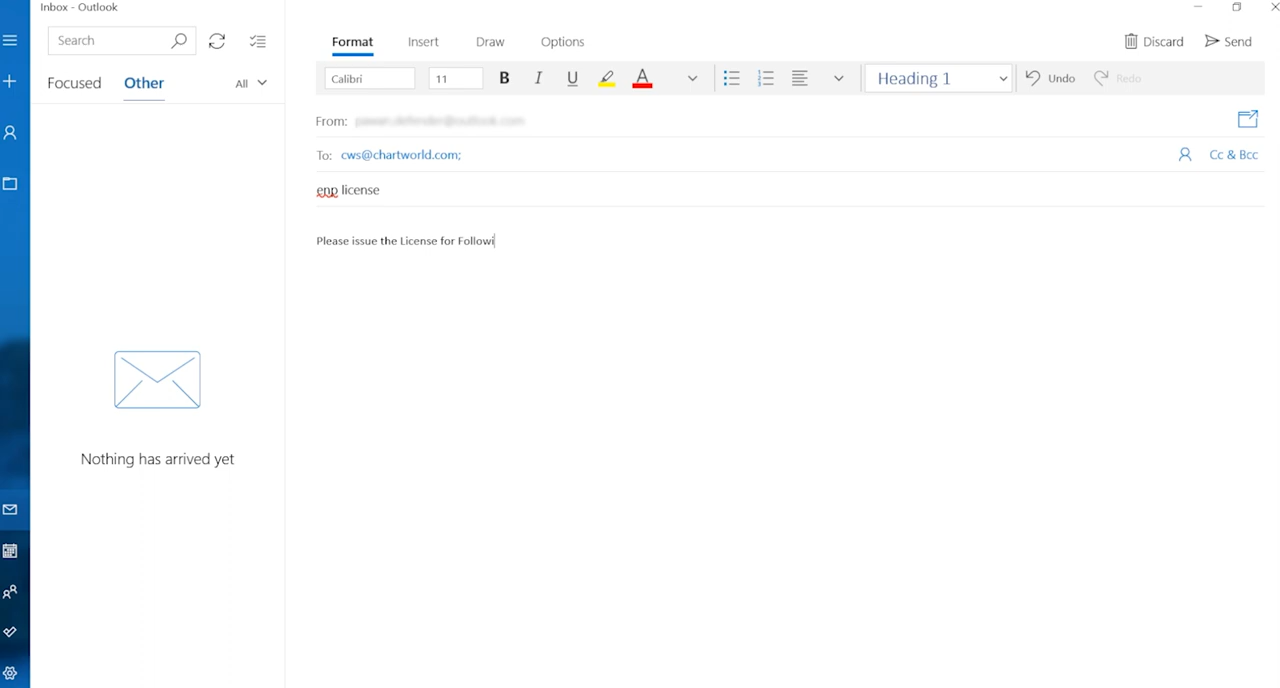 Inbox - Outlook
Search
Focused Other All
Nothing has arrived yet
Format Insert Draw Options Discard Send
Calibri 11 B I U A Heading 1 Undo Redo
From:
To: cws@chartworld.com; Cc & Bcc
enp license
Please issue the License for Followi